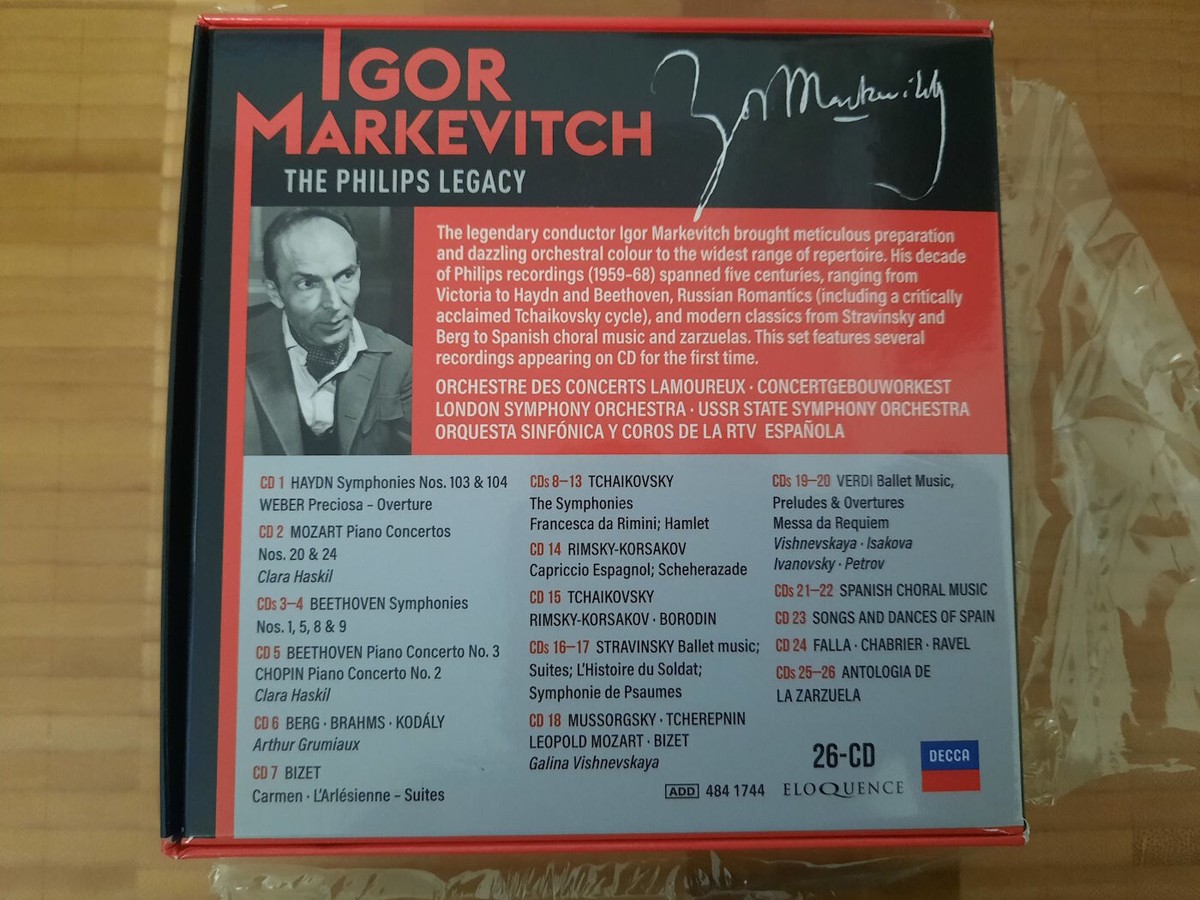 IGOR
MARKEVITCH
THE PHILIPS LEGACY
Igor Markevitch
The legendary conductor Igor Markevitch brought meticulous preparation
and dazzling orchestral colour to the widest range of repertoire. His decade
of Philips recordings (1959–68) spanned five centuries, ranging from
Victoria to Haydn and Beethoven, Russian Romantics (including a critically
acclaimed Tchaikovsky cycle), and modern classics from Stravinsky and
Berg to Spanish choral music and zarzuelas. This set features several
recordings appearing on CD for the first time.
ORCHESTRE DES CONCERTS LAMOUREUX · CONCERTGEBOUWORKEST
LONDON SYMPHONY ORCHESTRA · USSR STATE SYMPHONY ORCHESTRA
ORQUESTA SINFÓNICA Y COROS DE LA RTV ESPAÑOLA
CD 1 HAYDN Symphonies Nos. 103 & 104
WEBER Preciosa – Overture
CD 2 MOZART Piano Concertos
Nos. 20 & 24
Clara Haskil
CDs 3–4 BEETHOVEN Symphonies
Nos. 1, 5, 8 & 9
CD 5 BEETHOVEN Piano Concerto No. 3
CHOPIN Piano Concerto No. 2
Clara Haskil
CD 6 BERG · BRAHMS · KODÁLY
Arthur Grumiaux
CD 7 BIZET
Carmen · L'Arlésienne – Suites
CDs 8–13 TCHAIKOVSKY
The Symphonies
Francesca da Rimini; Hamlet
CD 14 RIMSKY-KORSAKOV
Capriccio Espagnol; Scheherazade
CD 15 TCHAIKOVSKY
RIMSKY-KORSAKOV · BORODIN
CDs 16–17 STRAVINSKY Ballet music;
Suites; L'Histoire du Soldat;
Symphonie de Psaumes
CD 18 MUSSORGSKY · TCHEREPNIN
LEOPOLD MOZART · BIZET
Galina Vishnevskaya
CDs 19–20 VERDI Ballet Music,
Preludes & Overtures
Messa da Requiem
Vishnevskaya · Isakova
Ivanovsky · Petrov
CDs 21–22 SPANISH CHORAL MUSIC
CD 23 SONGS AND DANCES OF SPAIN
CD 24 FALLA · CHABRIER · RAVEL
CDs 25–26 ANTOLOGIA DE
LA ZARZUELA
26-CD
DECCA
ADD 484 1744 ELOQUENCE